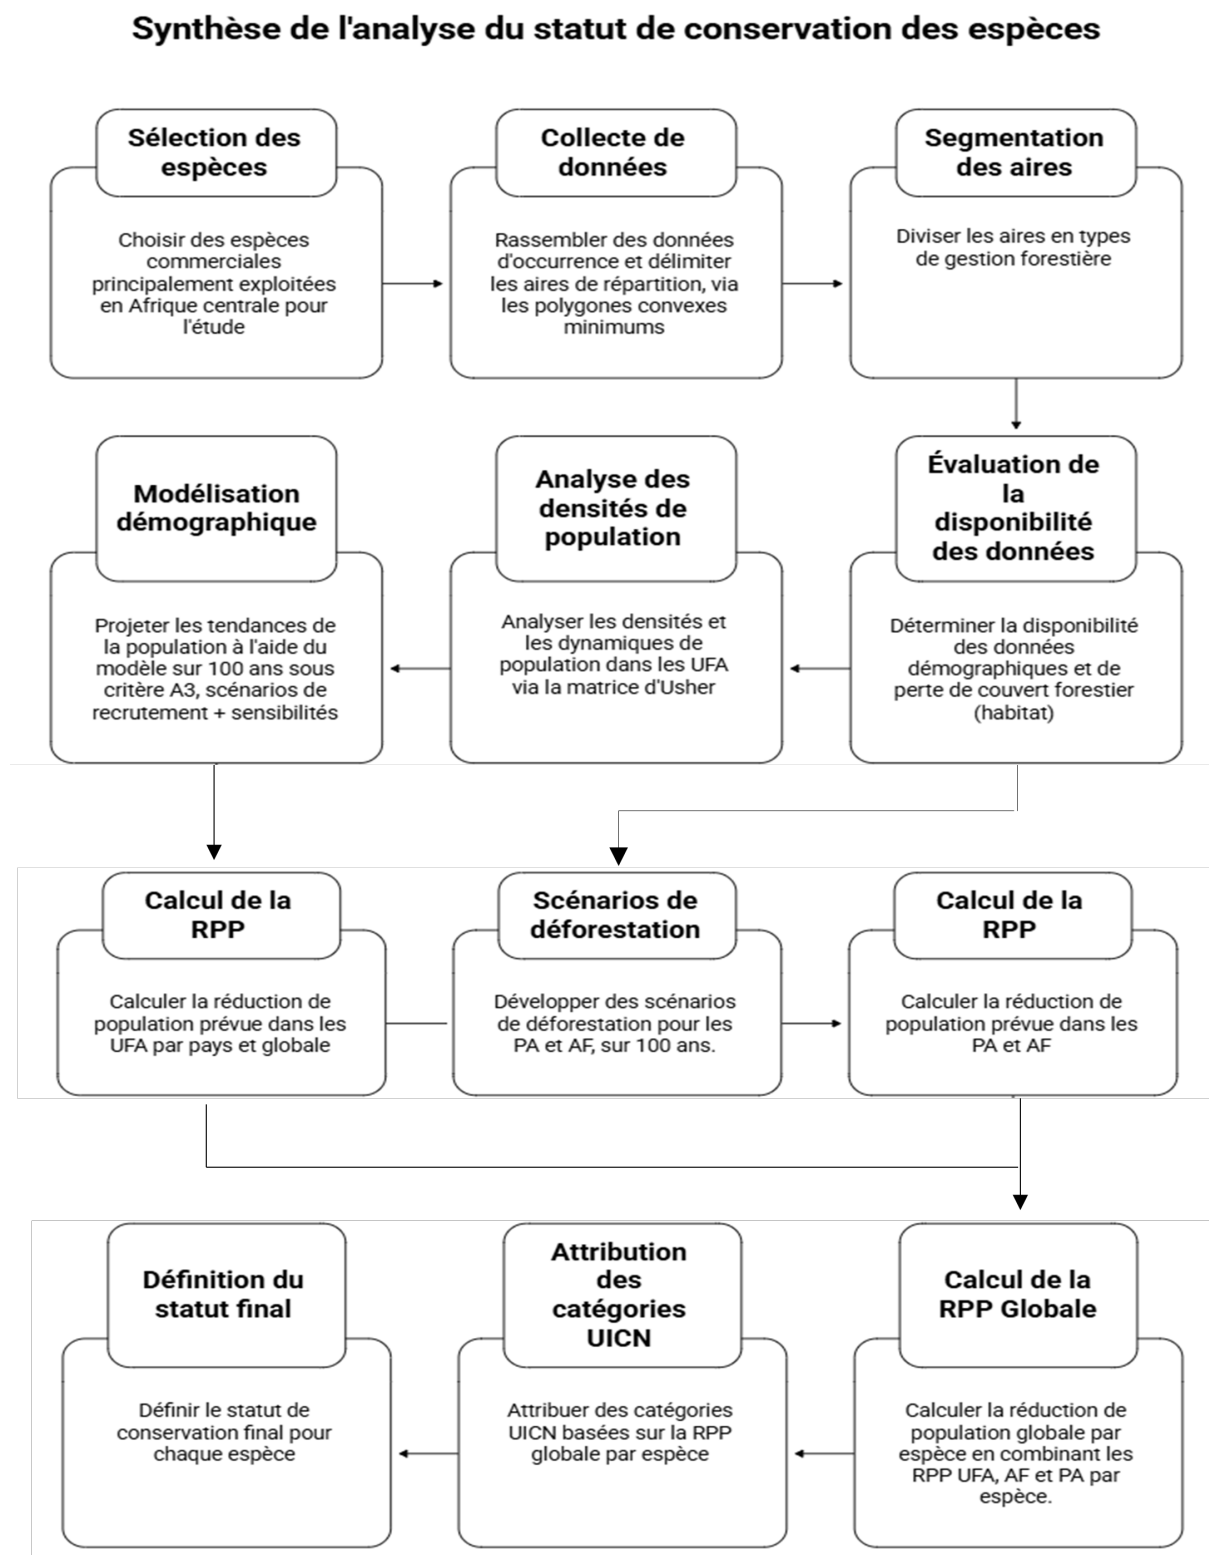 Synthèse de l'analyse du statut de conservation des espèces
Sélection des
espèces
Choisir des espèces
commerciales
principalement exploitées
en Afrique centrale pour
l'étude
Collecte de
données
Rassembler des données
d'occurrence et délimiter
les aires de répartition, via
les polygones convexes
minimums
Segmentation
des aires
Diviser les aires en types
de gestion forestière
Évaluation de
la
disponibilité
des données
Déterminer la disponibilité
des données
démographiques et de
perte de couvert forestier
(habitat)
Analyse des
densités de
population
Analyser les densités et
les dynamiques de
population dans les UFA
via la matrice d'Usher
Modélisation
démographique
Projeter les tendances de
la population à l'aide du
modèle sur 100 ans sous
critère A3, scénarios de
recrutement + sensibilités
Calcul de la
RPP
Calculer la réduction de
population prévue dans les
UFA par pays et globale
Scénarios de
déforestation
Développer des scénarios
de déforestation pour les
PA et AF, sur 100 ans.
Calcul de la
RPP
Calculer la réduction de
population prévue dans les
PA et AF
Calcul de la
RPP Globale
Calculer la réduction de
population globale par
espèce en combinant les
RPP UFA, AF et PA par
espèce.
Attribution
des
catégories
UICN
Attribuer des catégories
UICN basées sur la RPP
globale par espèce
Définition du
statut final
Définir le statut de
conservation final pour
chaque espèce